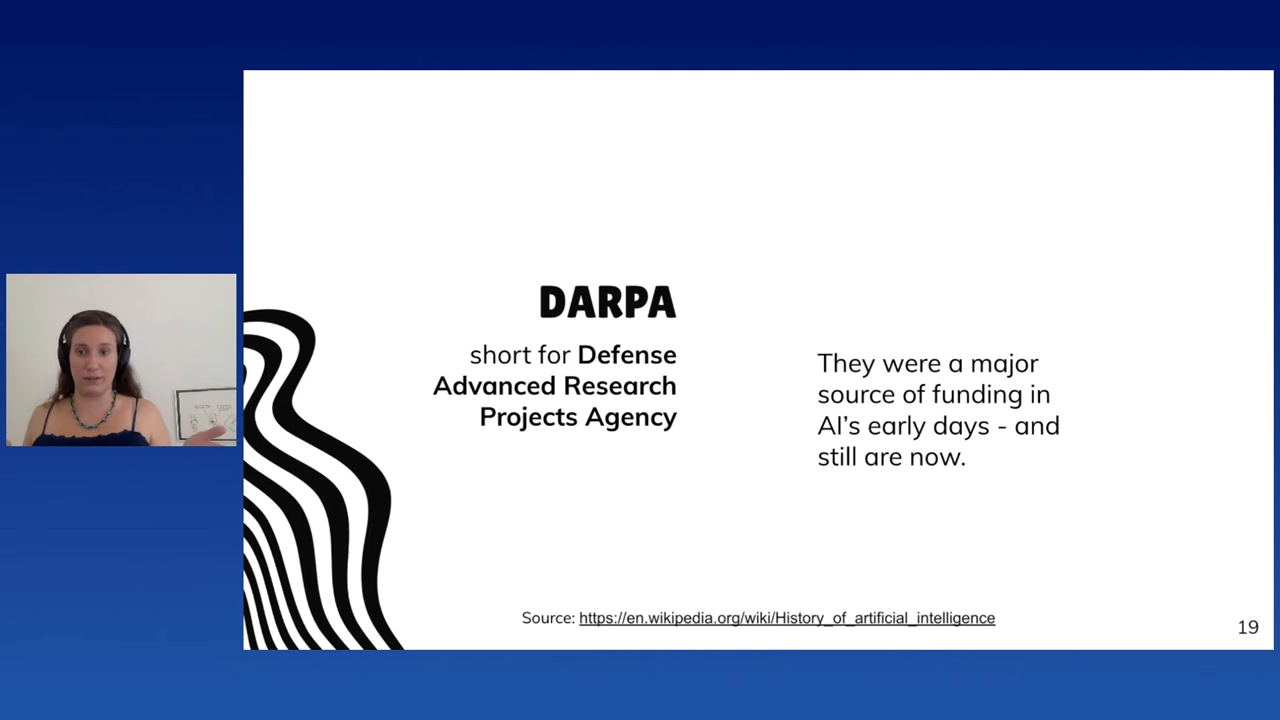 DARPA
short for Defense
Advanced Research
Projects Agency
They were a major
source of funding in
AI's early days - and
still are now.
Source: https://en.wikipedia.org/wiki/History_of_artificial_intelligence
19